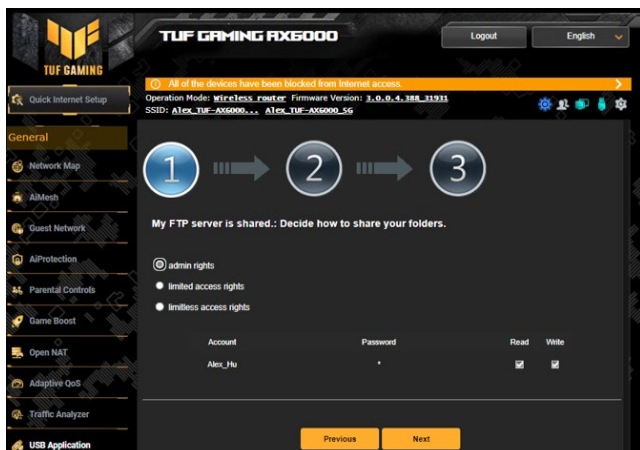 TUF GAMING AX6000
Logout
English
TUF GAMING
All of the devices have been blocked from Internet access.
Quick Internet Setup
Operation Mode: Wireless router Firmware Version: 3.0.0.4.388_31931
SSID: Alex_TUF-AX6000... Alex_TUF-AX6000_5G
General
Network Map
AiMesh
Guest Network
AiProtection
Parental Controls
Game Boost
Open NAT
Adaptive QoS
Traffic Analyzer
USB Application
1
2
3
My FTP server is shared.: Decide how to share your folders.
admin rights
limited access rights
limitless access rights
Account Password Read Write
Alex_Hu *
Previous Next